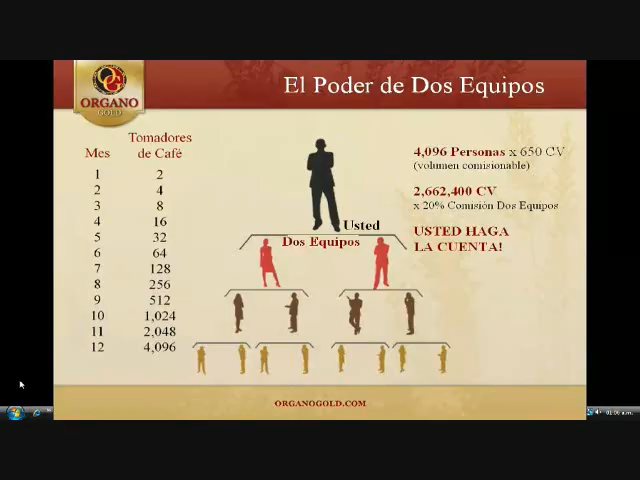 El Poder de Dos Equipos
OG
ORGANO
GOLD
Mes Tomadores de Café
1 2
2 4
3 8
4 16
5 32
6 64
7 128
8 256
9 512
10 1,024
11 2,048
12 4,096
Usted
Dos Equipos
4,096 Personas x 650 CV
(volumen comisionable)
2,662,400 CV
x 20% Comisión Dos Equipos
USTED HAGA
LA CUENTA!
ORGANOGOLD.COM
01:06 a.m.